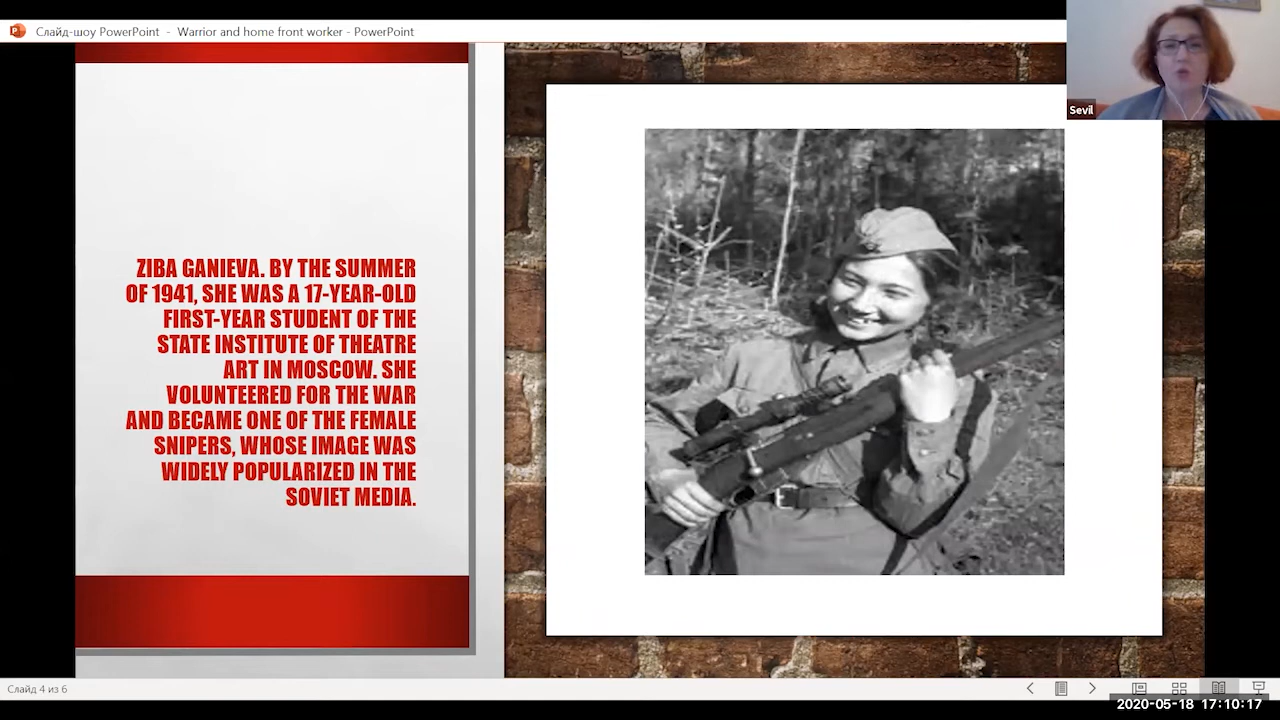 Слайд-шоу PowerPoint - Warrior and home front worker - PowerPoint
Sevil
ZIBA GANIEVA. BY THE SUMMER
OF 1941, SHE WAS A 17-YEAR-OLD
FIRST-YEAR STUDENT OF THE
STATE INSTITUTE OF THEATRE
ART IN MOSCOW. SHE
VOLUNTEERED FOR THE WAR
AND BECAME ONE OF THE FEMALE
SNIPERS, WHOSE IMAGE WAS
WIDELY POPULARIZED IN THE
SOVIET MEDIA.
Слайд 4 из 6
2020-05-18 17:10:17